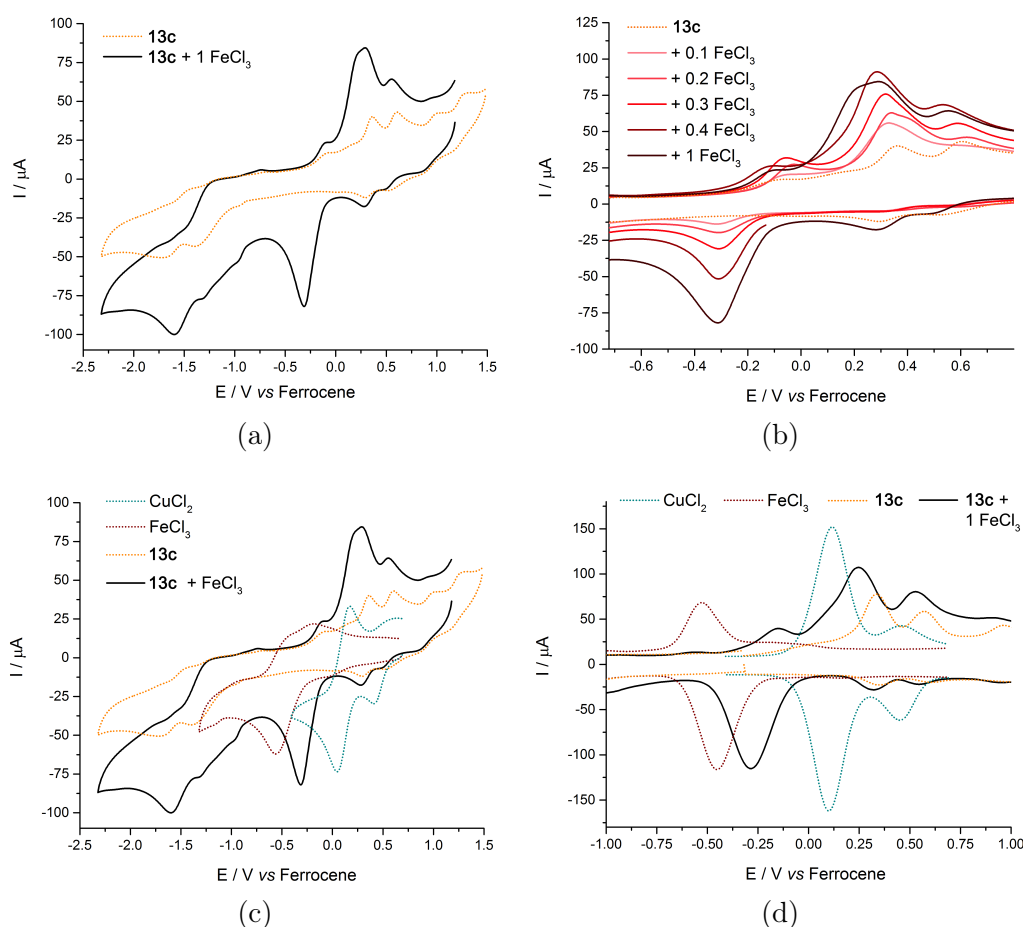 13c
13c + 1 FeCl₃
100
75
50
25
0
-25
-50
-75
-100
I / µA
-2.5 -2.0 -1.5 -1.0 -0.5 0.0 0.5 1.0 1.5
E / V vs Ferrocene
(a)
13c
+ 0.1 FeCl₃
+ 0.2 FeCl₃
+ 0.3 FeCl₃
+ 0.4 FeCl₃
+ 1 FeCl₃
125
100
75
50
25
0
-25
-50
-75
-100
I / µA
-0.6 -0.4 -0.2 0.0 0.2 0.4 0.6
E / V vs Ferrocene
(b)
CuCl₂
FeCl₃
13c
13c + FeCl₃
100
75
50
25
0
-25
-50
-75
-100
I / µA
-2.5 -2.0 -1.5 -1.0 -0.5 0.0 0.5 1.0 1.5
E / V vs Ferrocene
(c)
CuCl₂ FeCl₃ 13c 13c +
1 FeCl₃
150
100
50
0
-50
-100
-150
I / µA
-1.00 -0.75 -0.50 -0.25 0.00 0.25 0.50 0.75 1.00
E / V vs Ferrocene
(d)